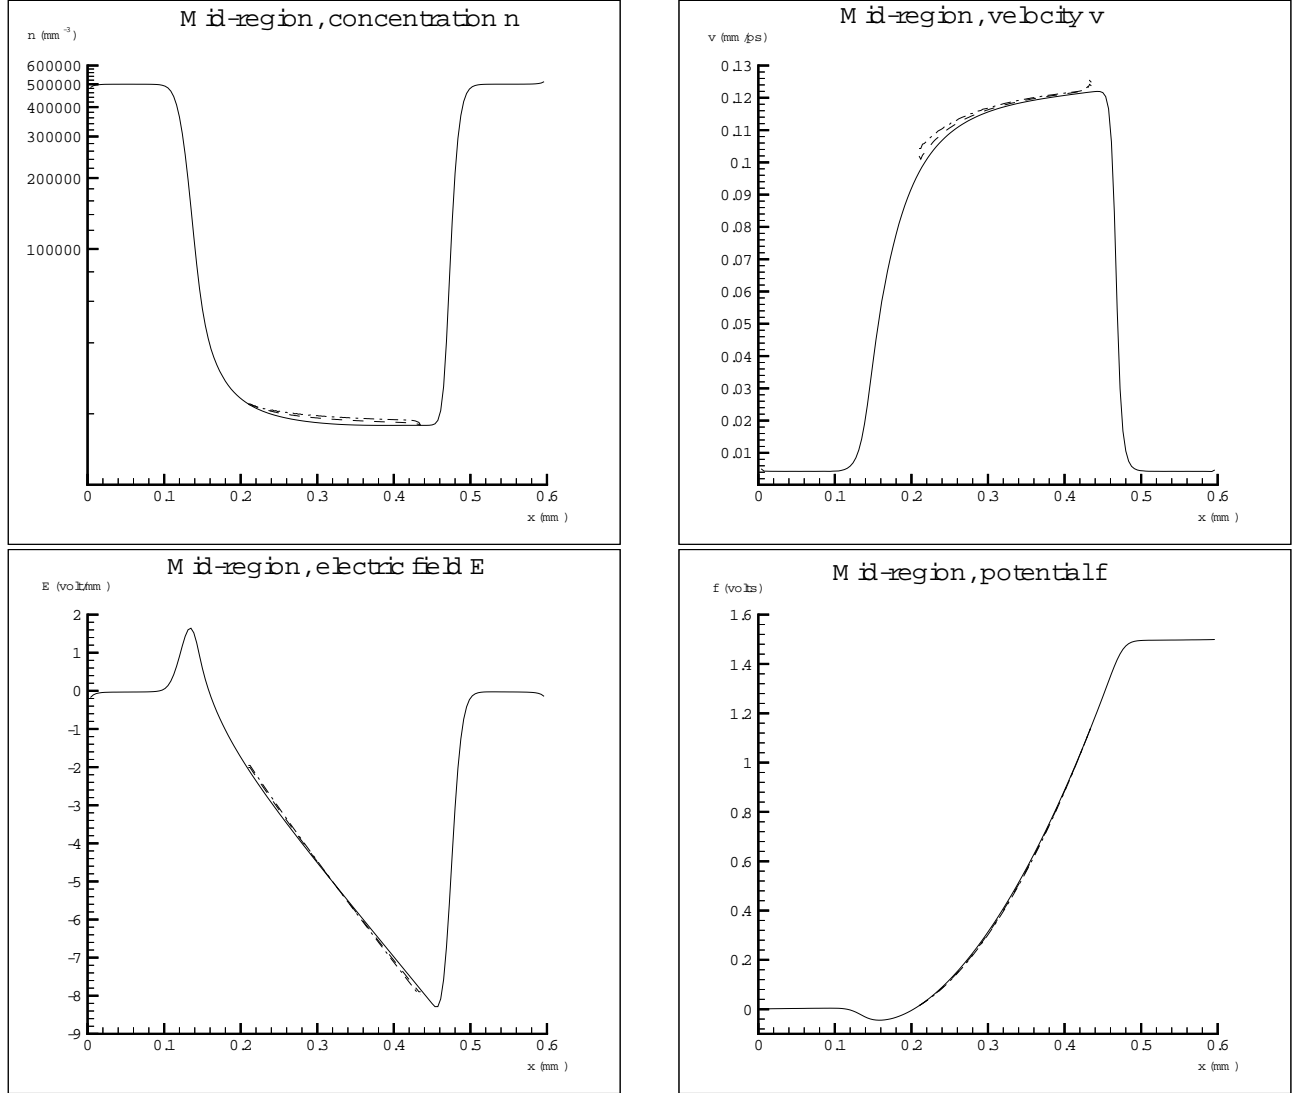 Mid-region, concentration n
n (mm⁻³)
600000
500000
400000
300000
200000
100000
0 0.1 0.2 0.3 0.4 0.5 0.6
x (mm)
Mid-region, velocity v
v (mm/ps)
0.13
0.12
0.11
0.1
0.09
0.08
0.07
0.06
0.05
0.04
0.03
0.02
0.01
0 0.1 0.2 0.3 0.4 0.5 0.6
x (mm)
Mid-region, electric field E
E (volt/mm)
2
1
0
-1
-2
-3
-4
-5
-6
-7
-8
-9
0 0.1 0.2 0.3 0.4 0.5 0.6
x (mm)
Mid-region, potential f
f (volts)
1.6
1.4
1.2
1
0.8
0.6
0.4
0.2
0
0 0.1 0.2 0.3 0.4 0.5 0.6
x (mm)